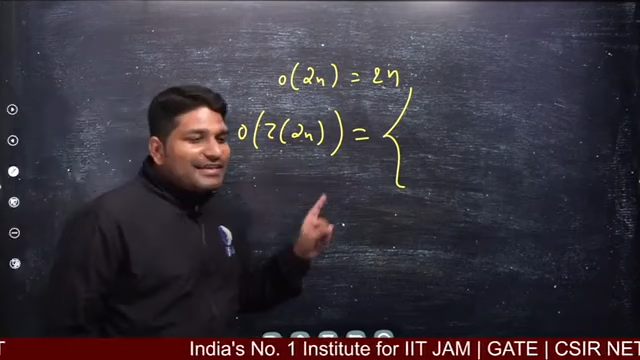 o(2n) = 2n
o(z(2n)) = {
T
India's No. 1 Institute for IIT JAM | GATE | CSIR NET